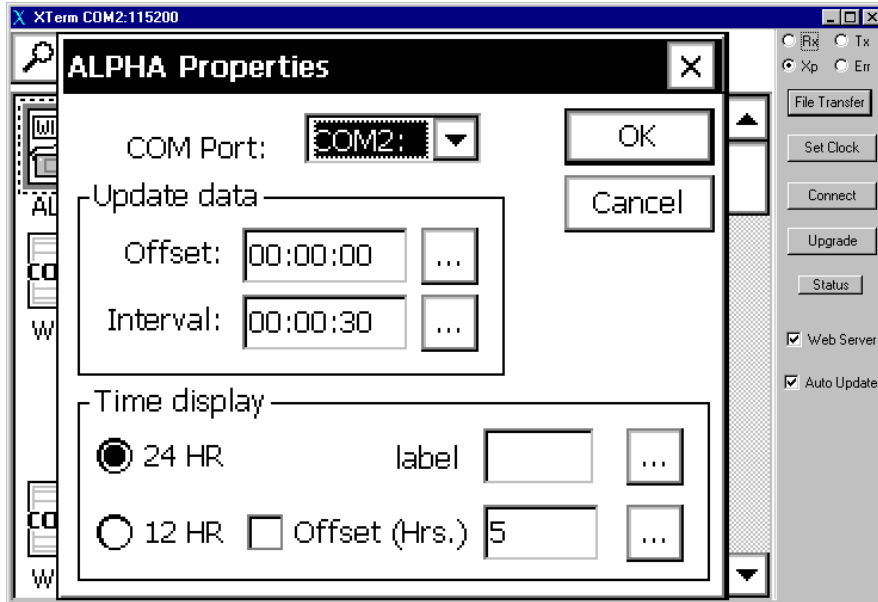 XTerm COM2:115200
ALPHA Properties
COM Port: COM2:
OK
Cancel
Update data
Offset: 00:00:00 ...
Interval: 00:00:30 ...
Time display
24 HR label ...
12 HR Offset (Hrs.) 5 ...
Rx Tx
Xp Err
File Transfer
Set Clock
Connect
Upgrade
Status
Web Server
Auto Update